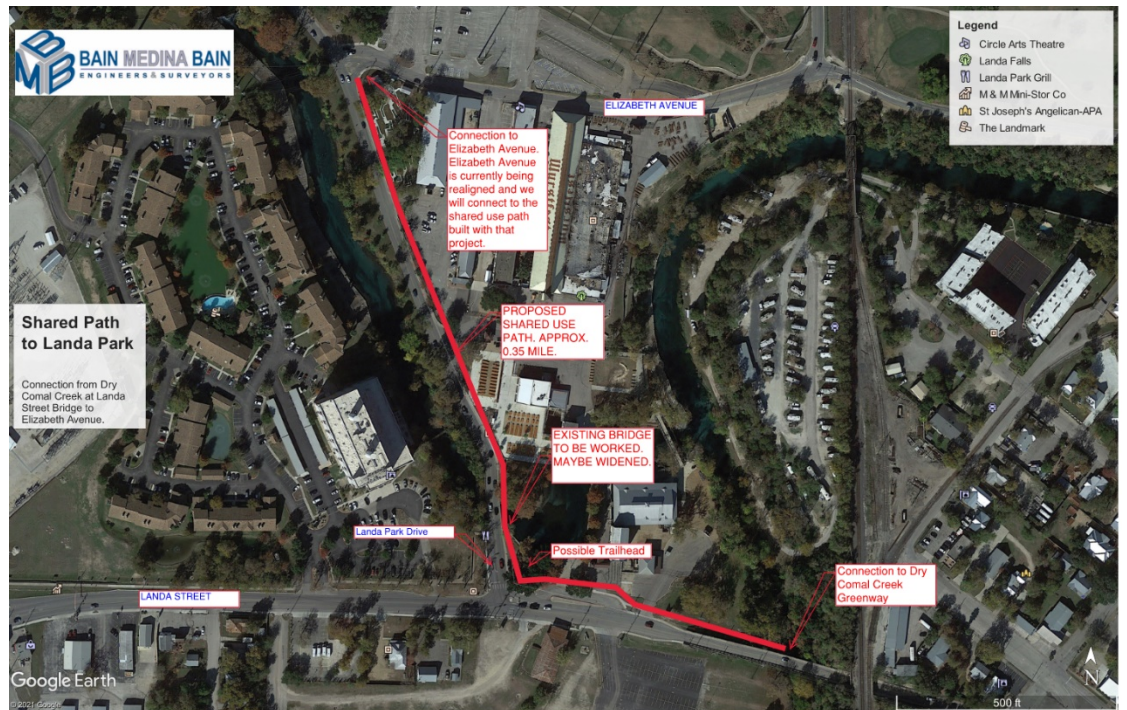 BMB
BAIN MEDINA BAIN
ENGINEERS & SURVEYORS
Legend
Circle Arts Theatre
Landa Falls
Landa Park Grill
M & M Mini-Stor Co
St Joseph's Angelican-APA
The Landmark
ELIZABETH AVENUE
Connection to
Elizabeth Avenue.
Elizabeth Avenue
is currently being
realigned and we
will connect to the
shared use path
built with that
project.
Shared Path
to Landa Park
Connection from Dry
Comal Creek at Landa
Street Bridge to
Elizabeth Avenue.
PROPOSED
SHARED USE
PATH. APPROX.
0.35 MILE.
EXISTING BRIDGE
TO BE WORKED.
MAYBE WIDENED.
Landa Park Drive
Possible Trailhead
Connection to Dry
Comal Creek
Greenway
LANDA STREET
Google Earth
© 2021 Google
N
500 ft